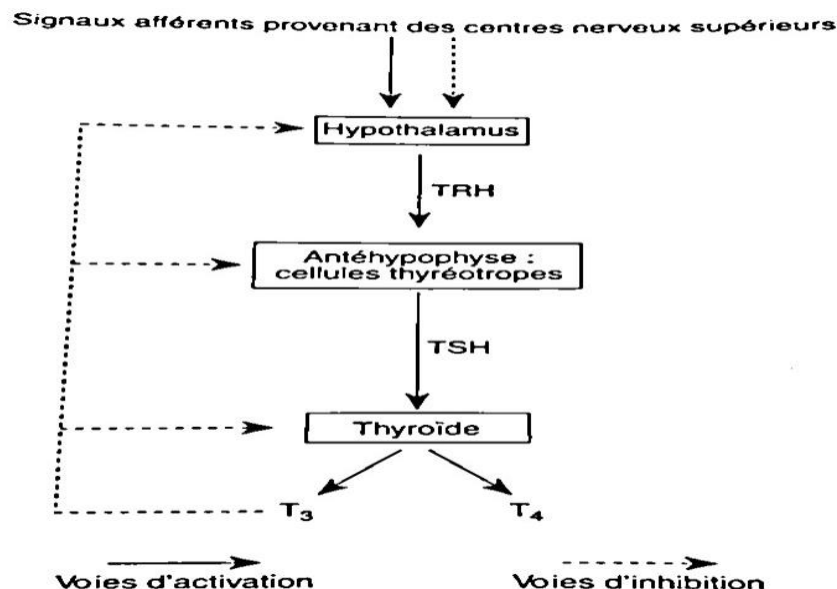 Signaux afférents provenant des centres nerveux supérieurs
Hypothalamus
TRH
Antéhypophyse :
cellules thyréotropes
TSH
Thyroïde
T₃ T₄
Voies d'activation Voies d'inhibition